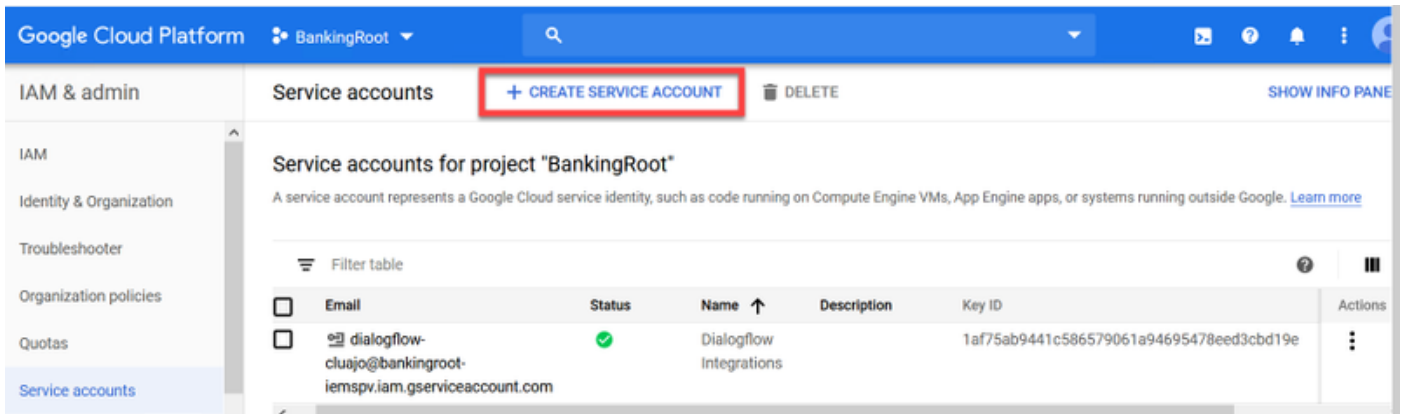 Google Cloud Platform BankingRoot
IAM & admin
Service accounts
+ CREATE SERVICE ACCOUNT
DELETE
SHOW INFO PANE
IAM
Identity & Organization
Troubleshooter
Organization policies
Quotas
Service accounts
Service accounts for project "BankingRoot"
A service account represents a Google Cloud service identity, such as code running on Compute Engine VMs, App Engine apps, or systems running outside Google. Learn more
Filter table
Email Status Name Description Key ID Actions
dialogflow- Dialogflow 1af75ab9441c586579061a94695478eed3cbd19e
cluajo@bankingroot- Integrations
iemspv.iam.gserviceaccount.com